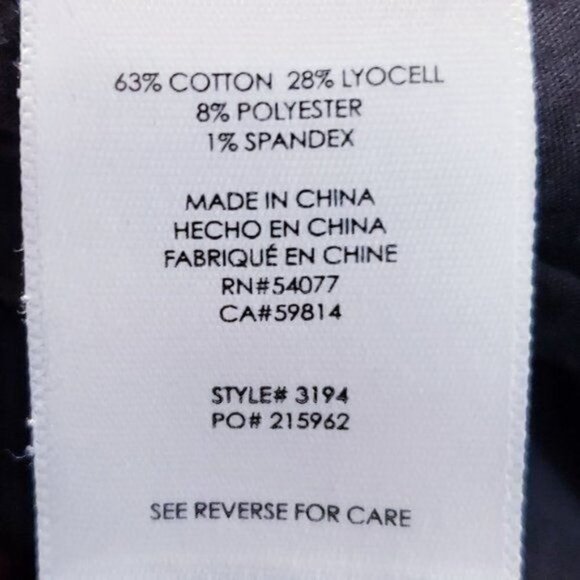 63% COTTON 28% LYOCELL
8% POLYESTER
1% SPANDEX
MADE IN CHINA
HECHO EN CHINA
FABRIQUÉ EN CHINE
RN#54077
CA#59814
STYLE# 3194
PO# 215962
SEE REVERSE FOR CARE